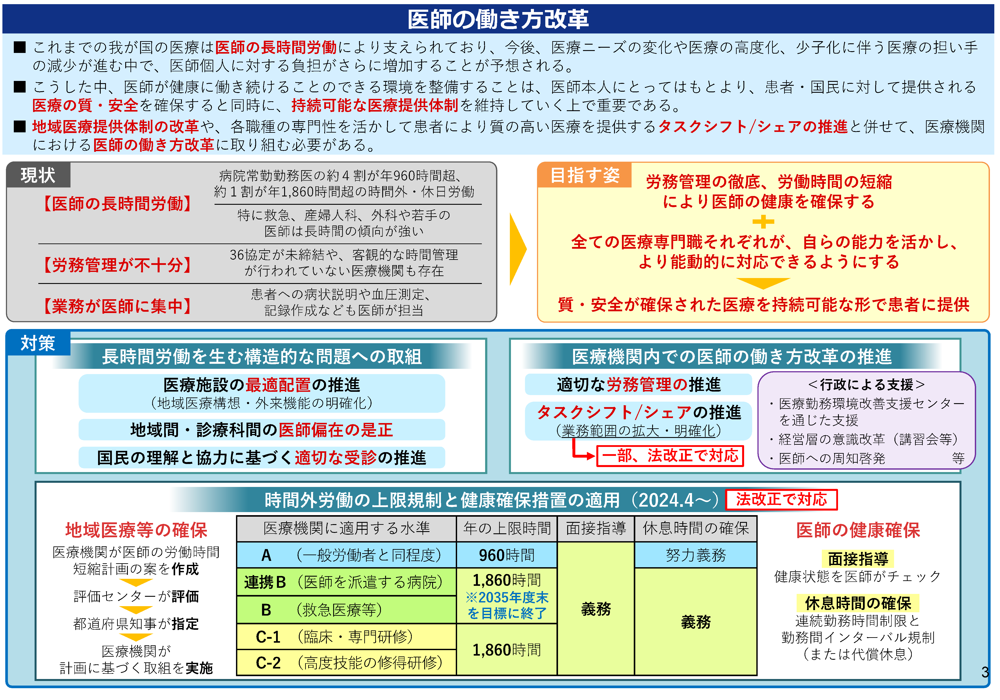 医師の働き方改革
■ これまでの我が国の医療は医師の長時間労働により支えられており、今後、医療ニーズの変化や医療の高度化、少子化に伴う医療の担い手
の減少が進む中で、医師個人に対する負担がさらに増加することが予想される。
■ こうした中、医師が健康に働き続けることのできる環境を整備することは、医師本人にとってはもとより、患者・国民に対して提供される
医療の質・安全を確保すると同時に、持続可能な医療提供体制を維持していく上で重要である。
■ 地域医療提供体制の改革や、各職種の専門性を活かして患者により質の高い医療を提供するタスクシフト/シェアの推進と併せて、医療機関
における医師の働き方改革に取り組む必要がある。
現状
【医師の長時間労働】
病院常勤勤務医の約4割が年960時間超、
約1割が年1,860時間超の時間外・休日労働
特に救急、産婦人科、外科や若手の
医師は長時間の傾向が強い
【労務管理が不十分】
36協定が未締結や、客観的な時間管理
が行われていない医療機関も存在
【業務が医師に集中】
患者への病状説明や血圧測定、
記録作成なども医師が担当
目指す姿
労務管理の徹底、労働時間の短縮
により医師の健康を確保する
+
全ての医療専門職それぞれが、自らの能力を活かし、
より能動的に対応できるようにする
質・安全が確保された医療を持続可能な形で患者に提供
対策
長時間労働を生む構造的な問題への取組
医療施設の最適配置の推進
（地域医療構想・外来機能の明確化）
地域間・診療科間の医師偏在の是正
国民の理解と協力に基づく適切な受診の推進
医療機関内での医師の働き方改革の推進
適切な労務管理の推進
タスクシフト/シェアの推進
（業務範囲の拡大・明確化）
一部、法改正で対応
＜行政による支援＞
・医療勤務環境改善支援センター
を通じた支援
・経営層の意識改革（講習会等）
・医師への周知啓発 等
時間外労働の上限規制と健康確保措置の適用（2024.4～） 法改正で対応
地域医療等の確保
医療機関が医師の労働時間
短縮計画の案を作成
評価センターが評価
都道府県知事が指定
医療機関が
計画に基づく取組を実施
医療機関に適用する水準 年の上限時間 面接指導 休息時間の確保
A （一般労働者と同程度） 960時間 努力義務
連携B （医師を派遣する病院） 1,860時間
※2035年度末
を目標に終了
B （救急医療等）
義務
義務
C-1 （臨床・専門研修）
1,860時間
C-2 （高度技能の修得研修）
医師の健康確保
面接指導
健康状態を医師がチェック
休息時間の確保
連続勤務時間制限と
勤務間インターバル規制
（または代償休息）
3